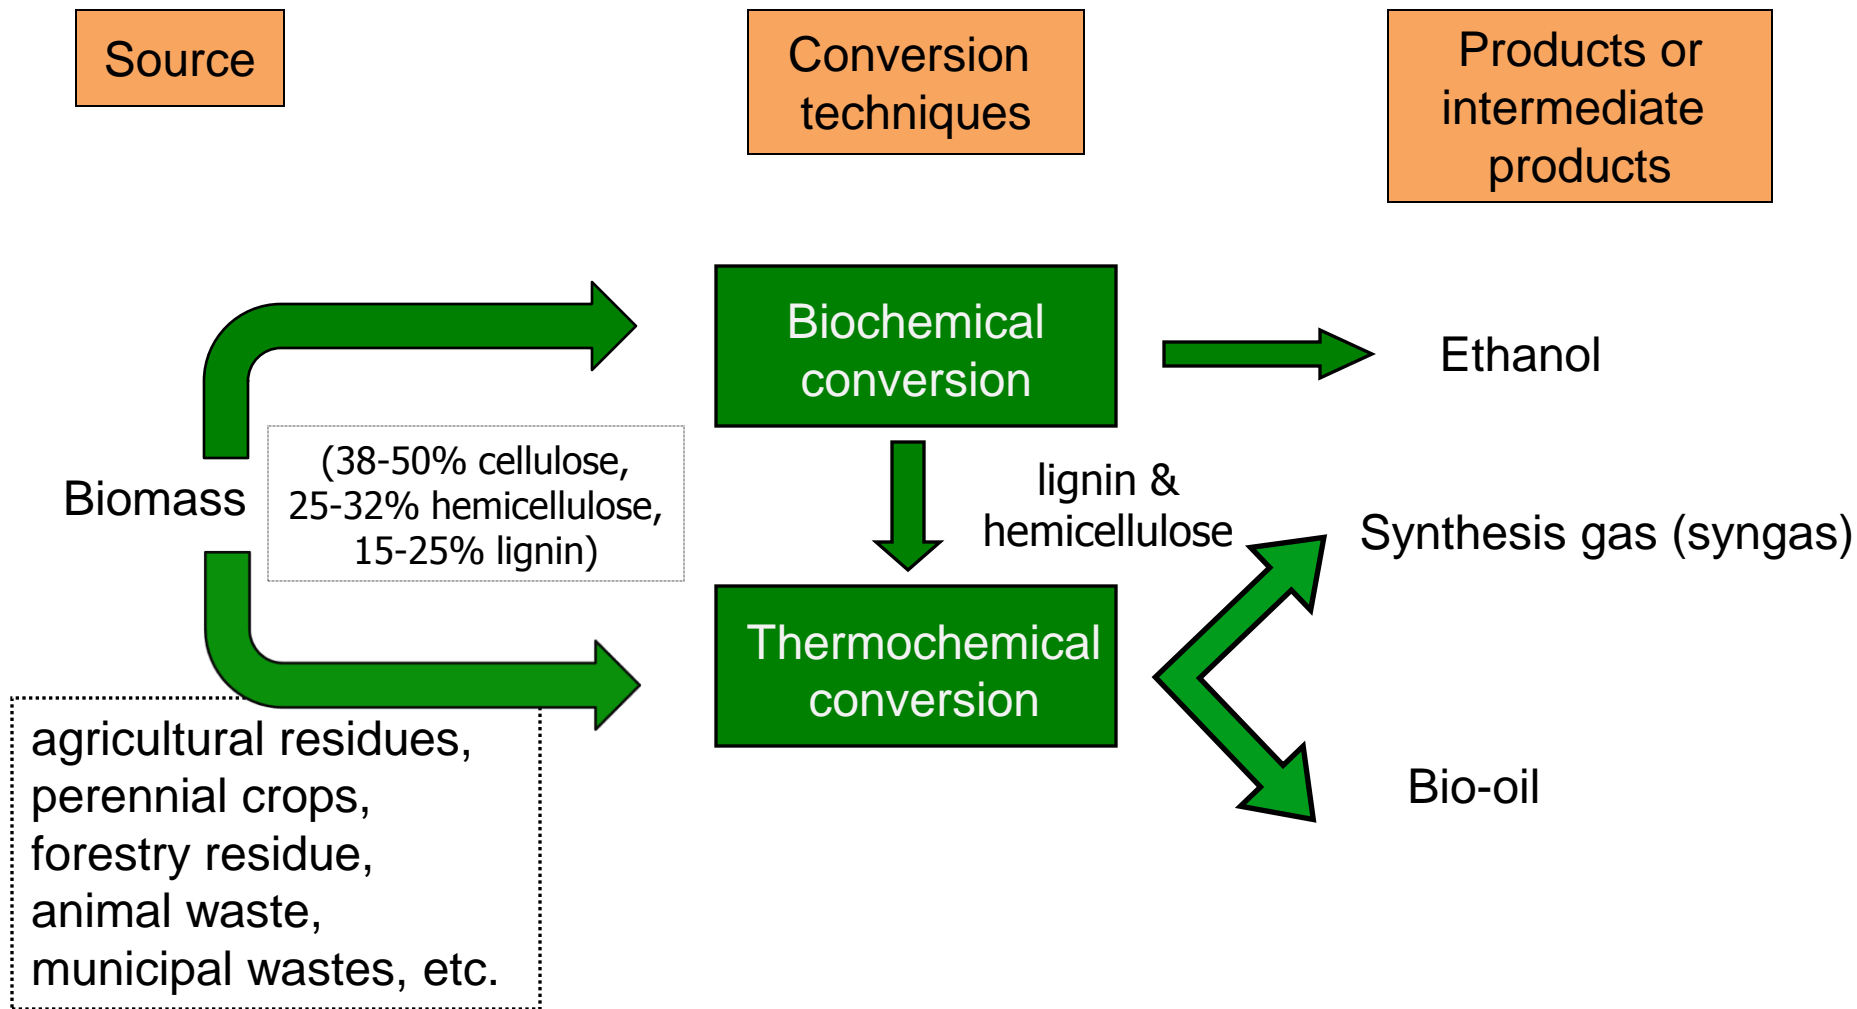 Source
Conversion
techniques
Products or
intermediate
products
Biochemical
conversion
Ethanol
Biomass
(38-50% cellulose,
25-32% hemicellulose,
15-25% lignin)
lignin &
hemicellulose
Synthesis gas (syngas)
Thermochemical
conversion
Bio-oil
agricultural residues,
perennial crops,
forestry residue,
animal waste,
municipal wastes, etc.